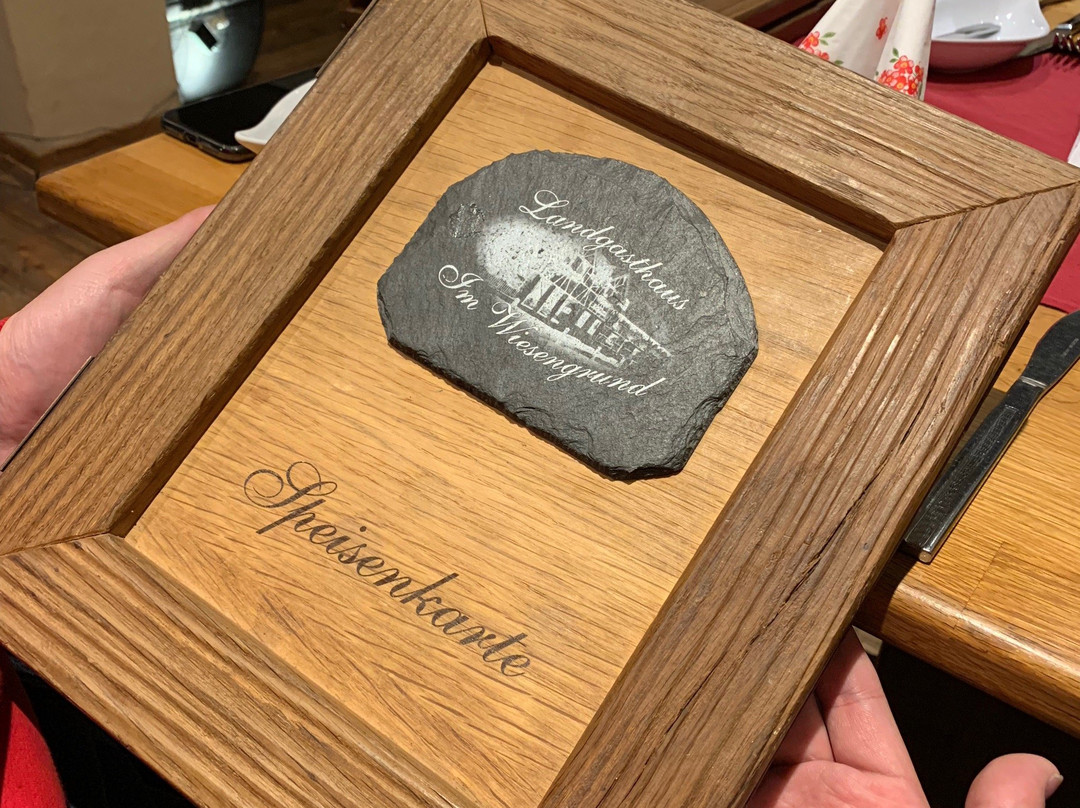 Landgasthaus
Im Wiesengrund
Speisenkarte